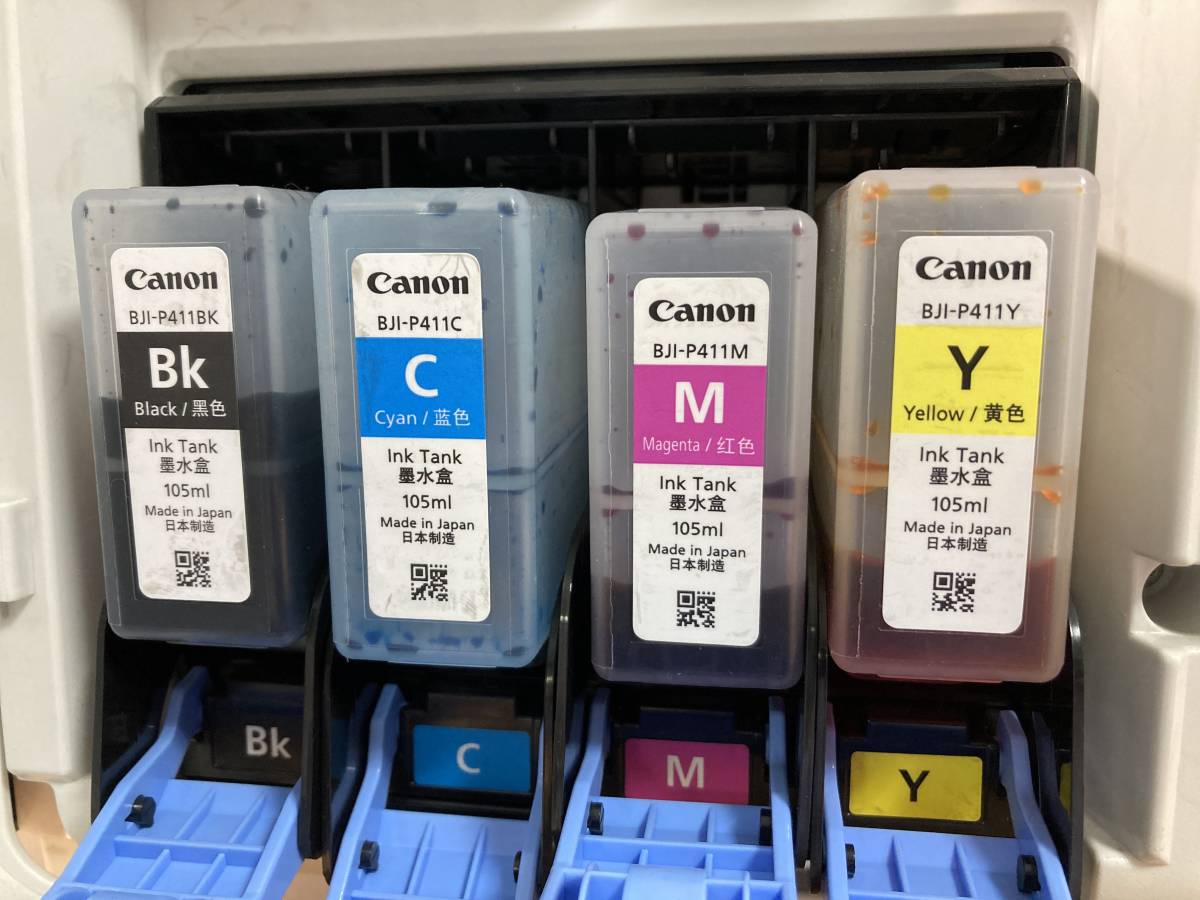 Canon
BJI-P411BK
Bk
Black / 黑色
Ink Tank
墨水盒
105ml
Made in Japan
日本制造
Canon
BJI-P411C
C
Cyan / 蓝色
Ink Tank
墨水盒
105ml
Made in Japan
日本制造
Canon
BJI-P411M
M
Magenta / 红色
Ink Tank
墨水盒
105ml
Made in Japan
日本制造
Canon
BJI-P411Y
Y
Yellow / 黄色
Ink Tank
墨水盒
105ml
Made in Japan
日本制造
Bk
C
M
Y